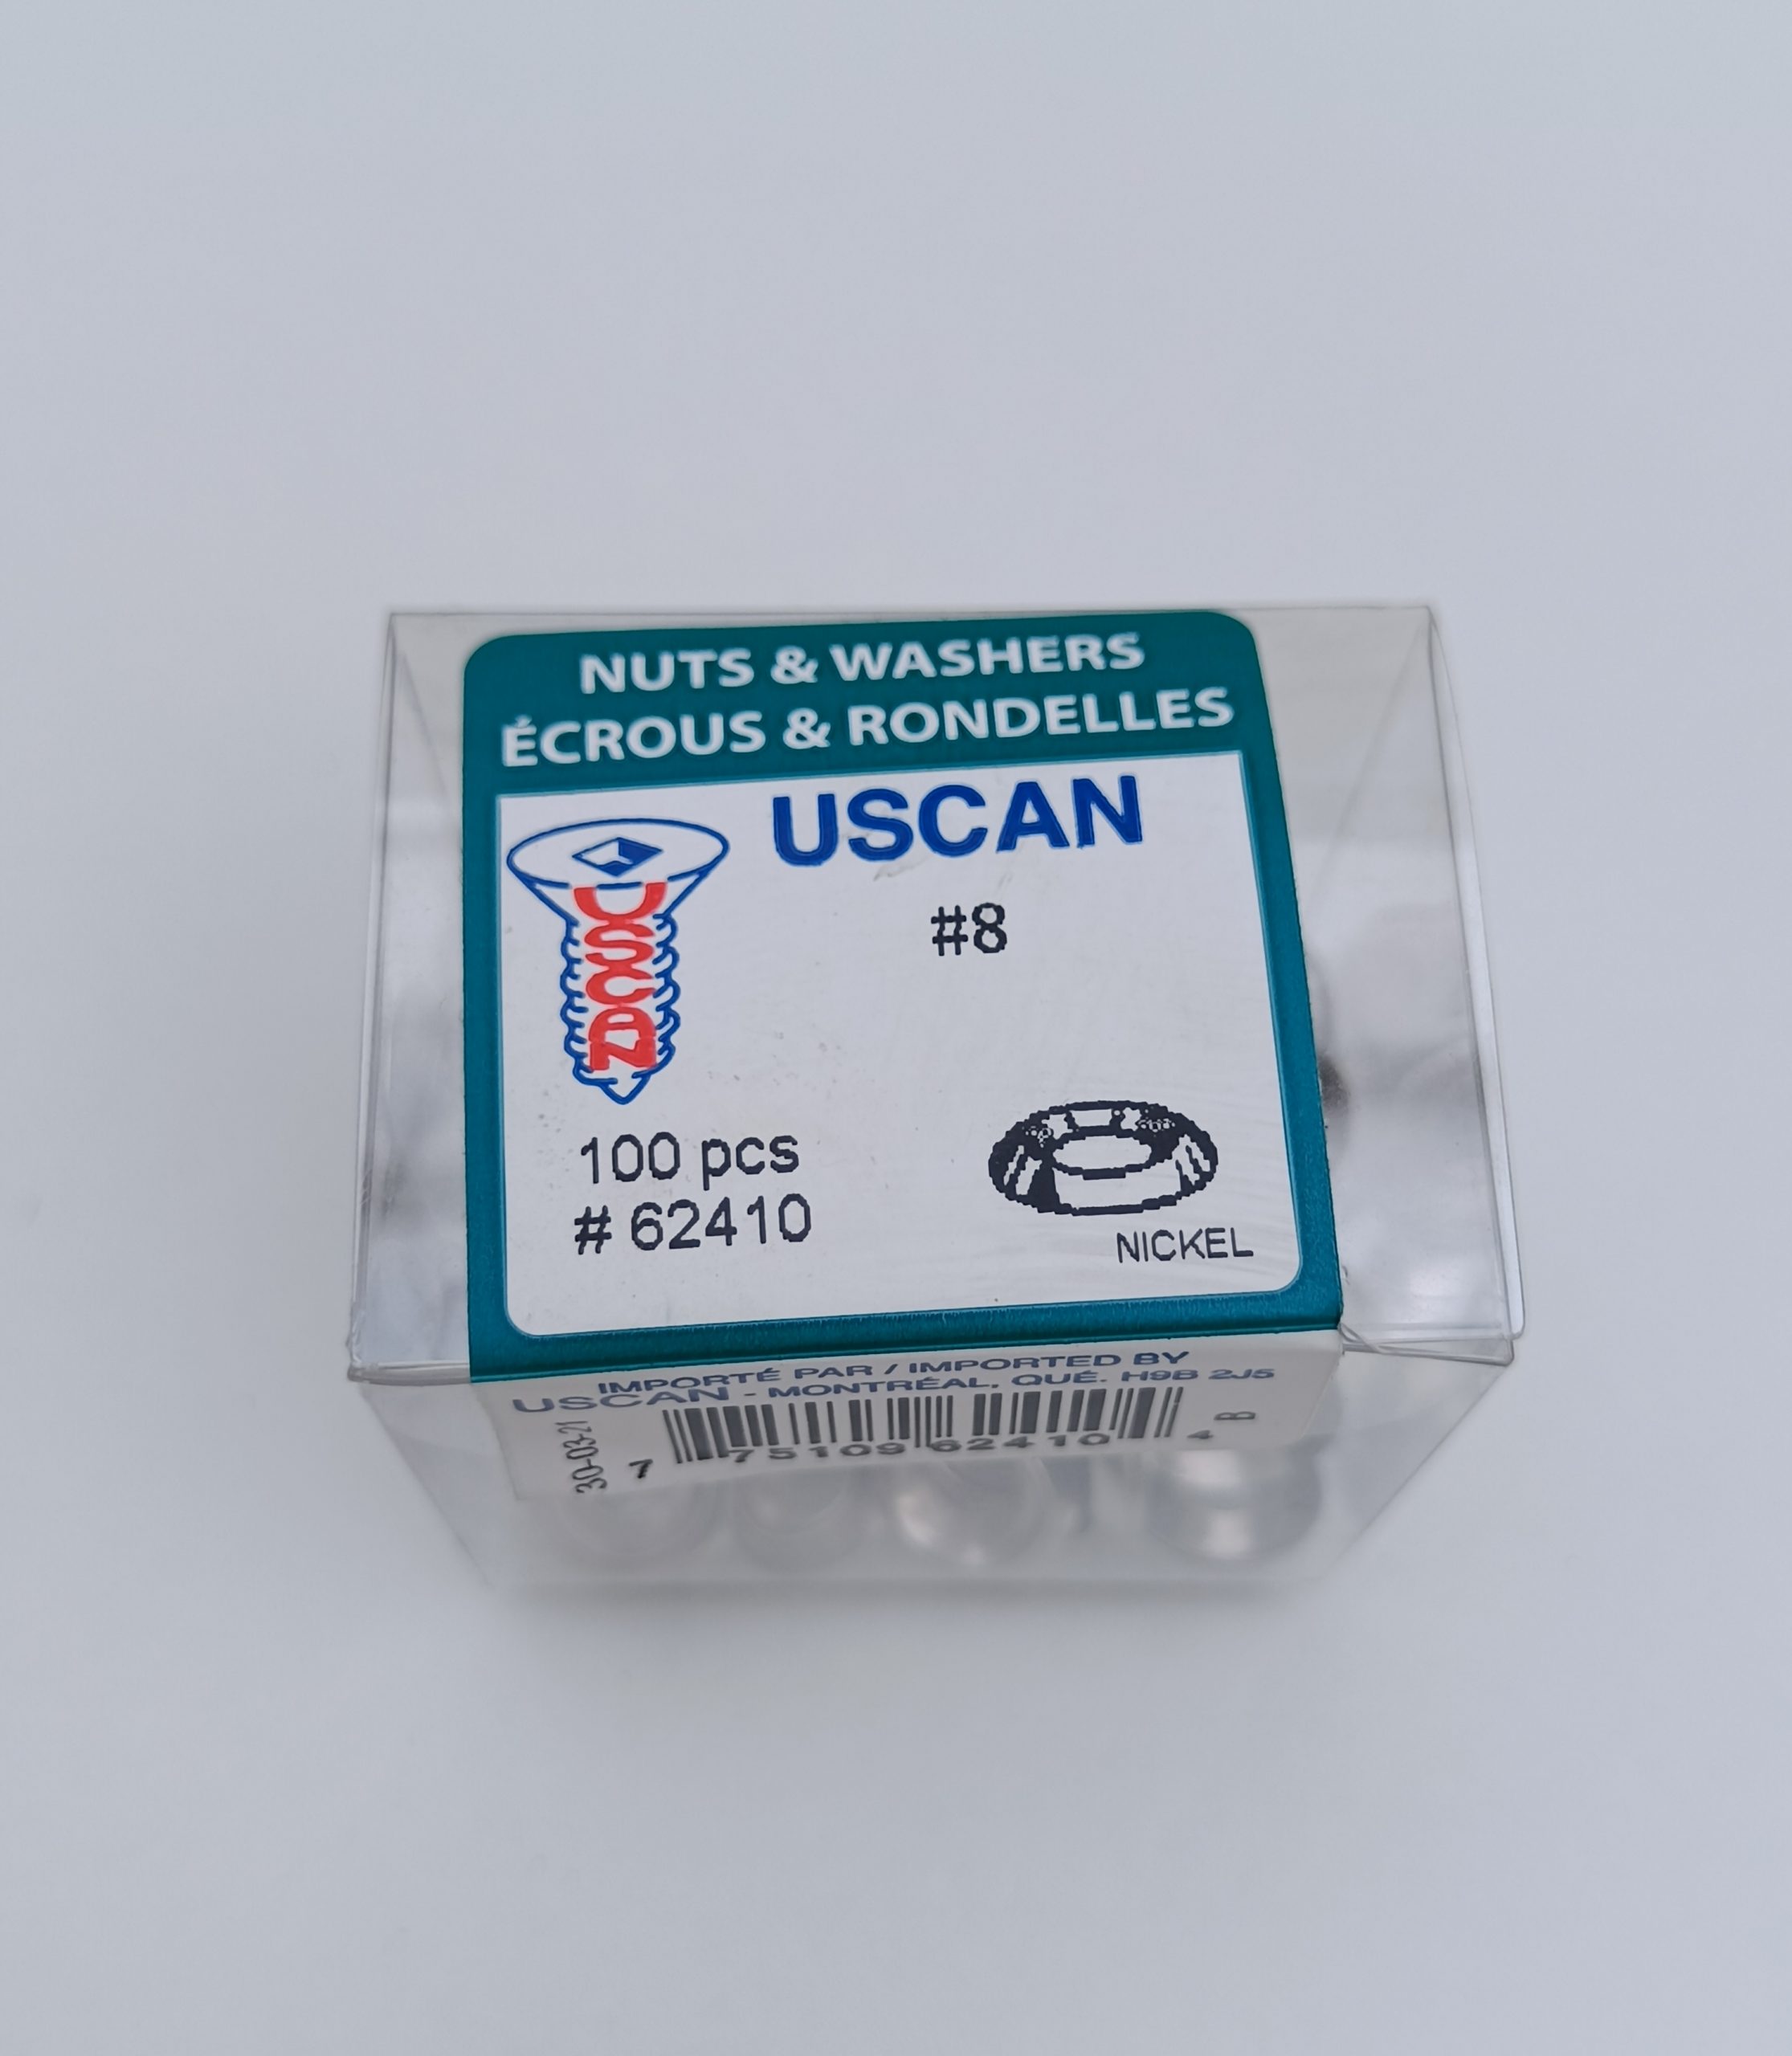 NUTS & WASHERS
ÉCROUS & RONDELLES
USCAN
USCAN
#8
100 pcs
# 62410
NICKEL
IMPORTÉ PAR / IMPORTED BY
USCAN - MONTRÉAL, QUÉ. H9B 2J5
30-03-21
7 75109 62410 4
B